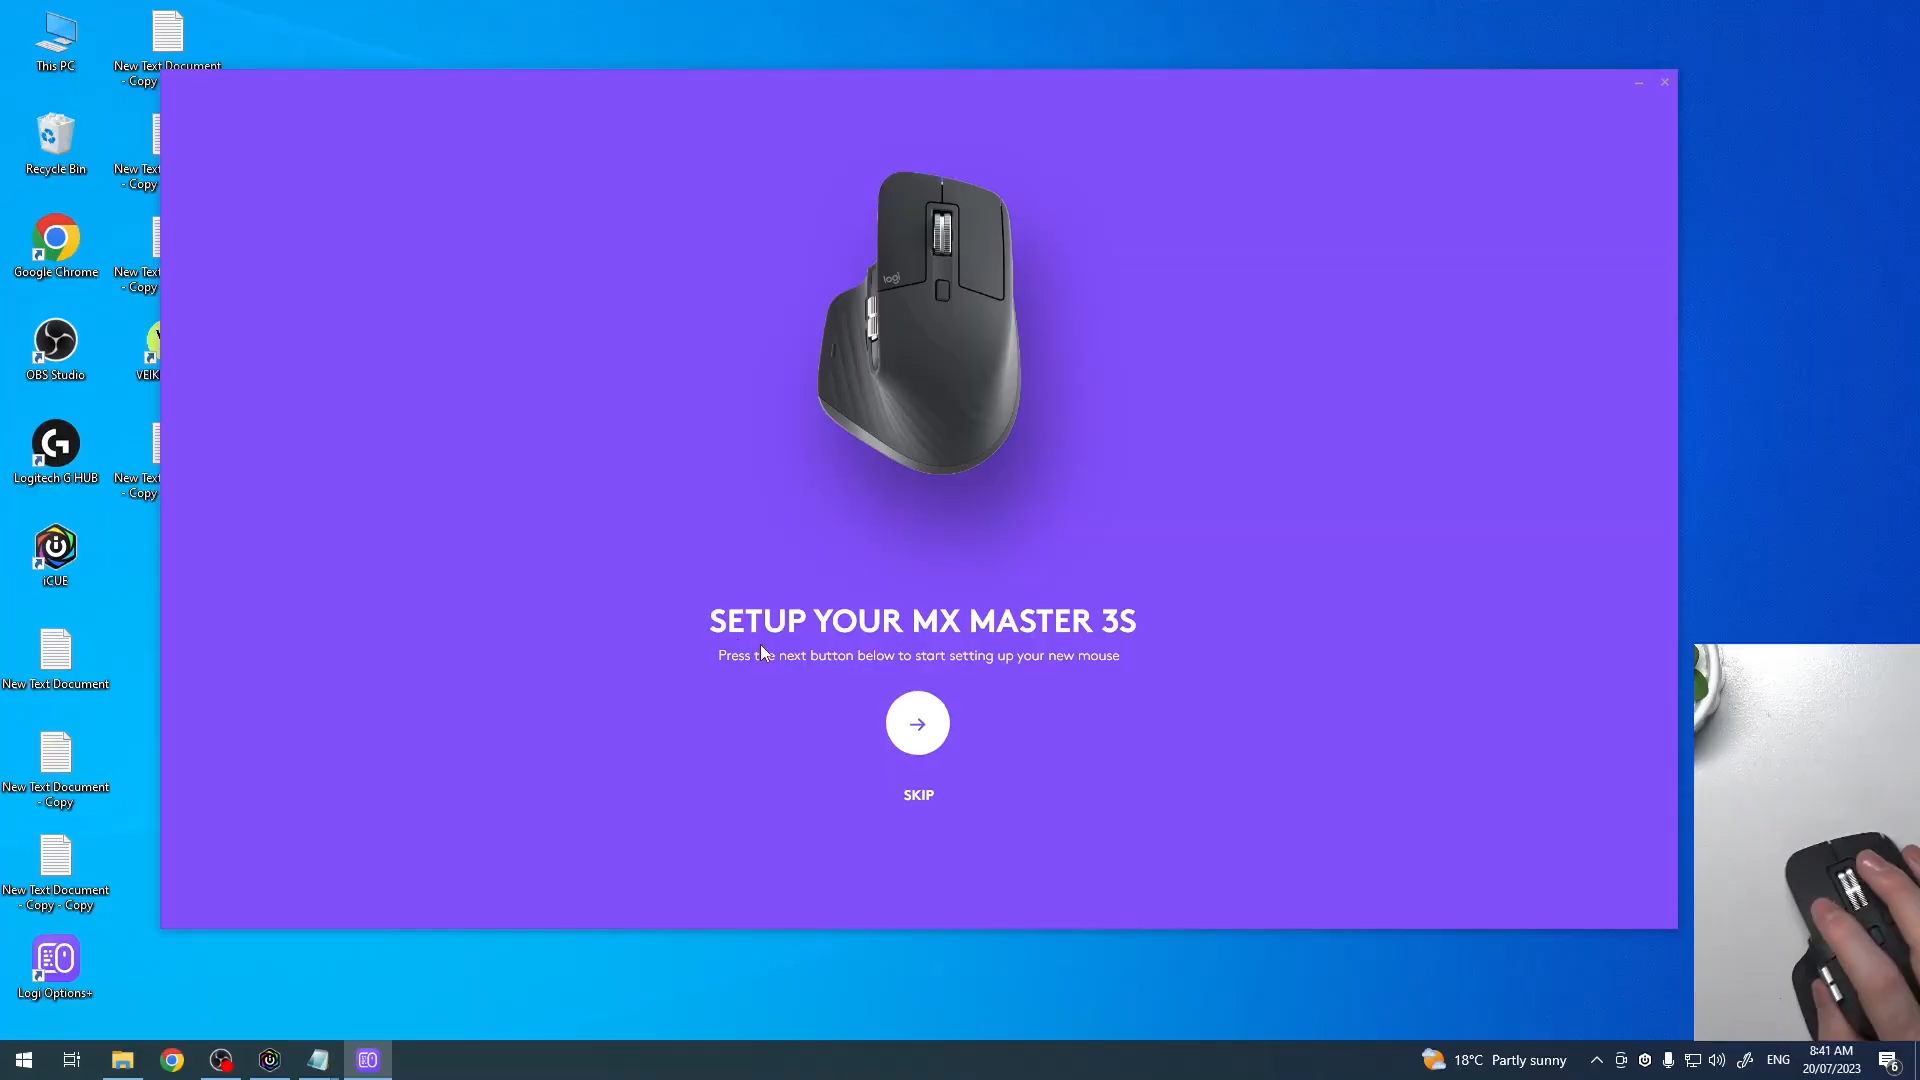 This PC
New Text Document
- Copy
Recycle Bin
New Text
- Copy
Google Chrome
New Text
- Copy
OBS Studio
VEIK
Logitech G HUB
New Text
- Copy
iCUE
New Text Document
New Text Document
- Copy
New Text Document
- Copy - Copy
Logi Options+
logi
SETUP YOUR MX MASTER 3S
Press the next button below to start setting up your new mouse
SKIP
18°C Partly sunny
ENG
8:41 AM
20/07/2023
6